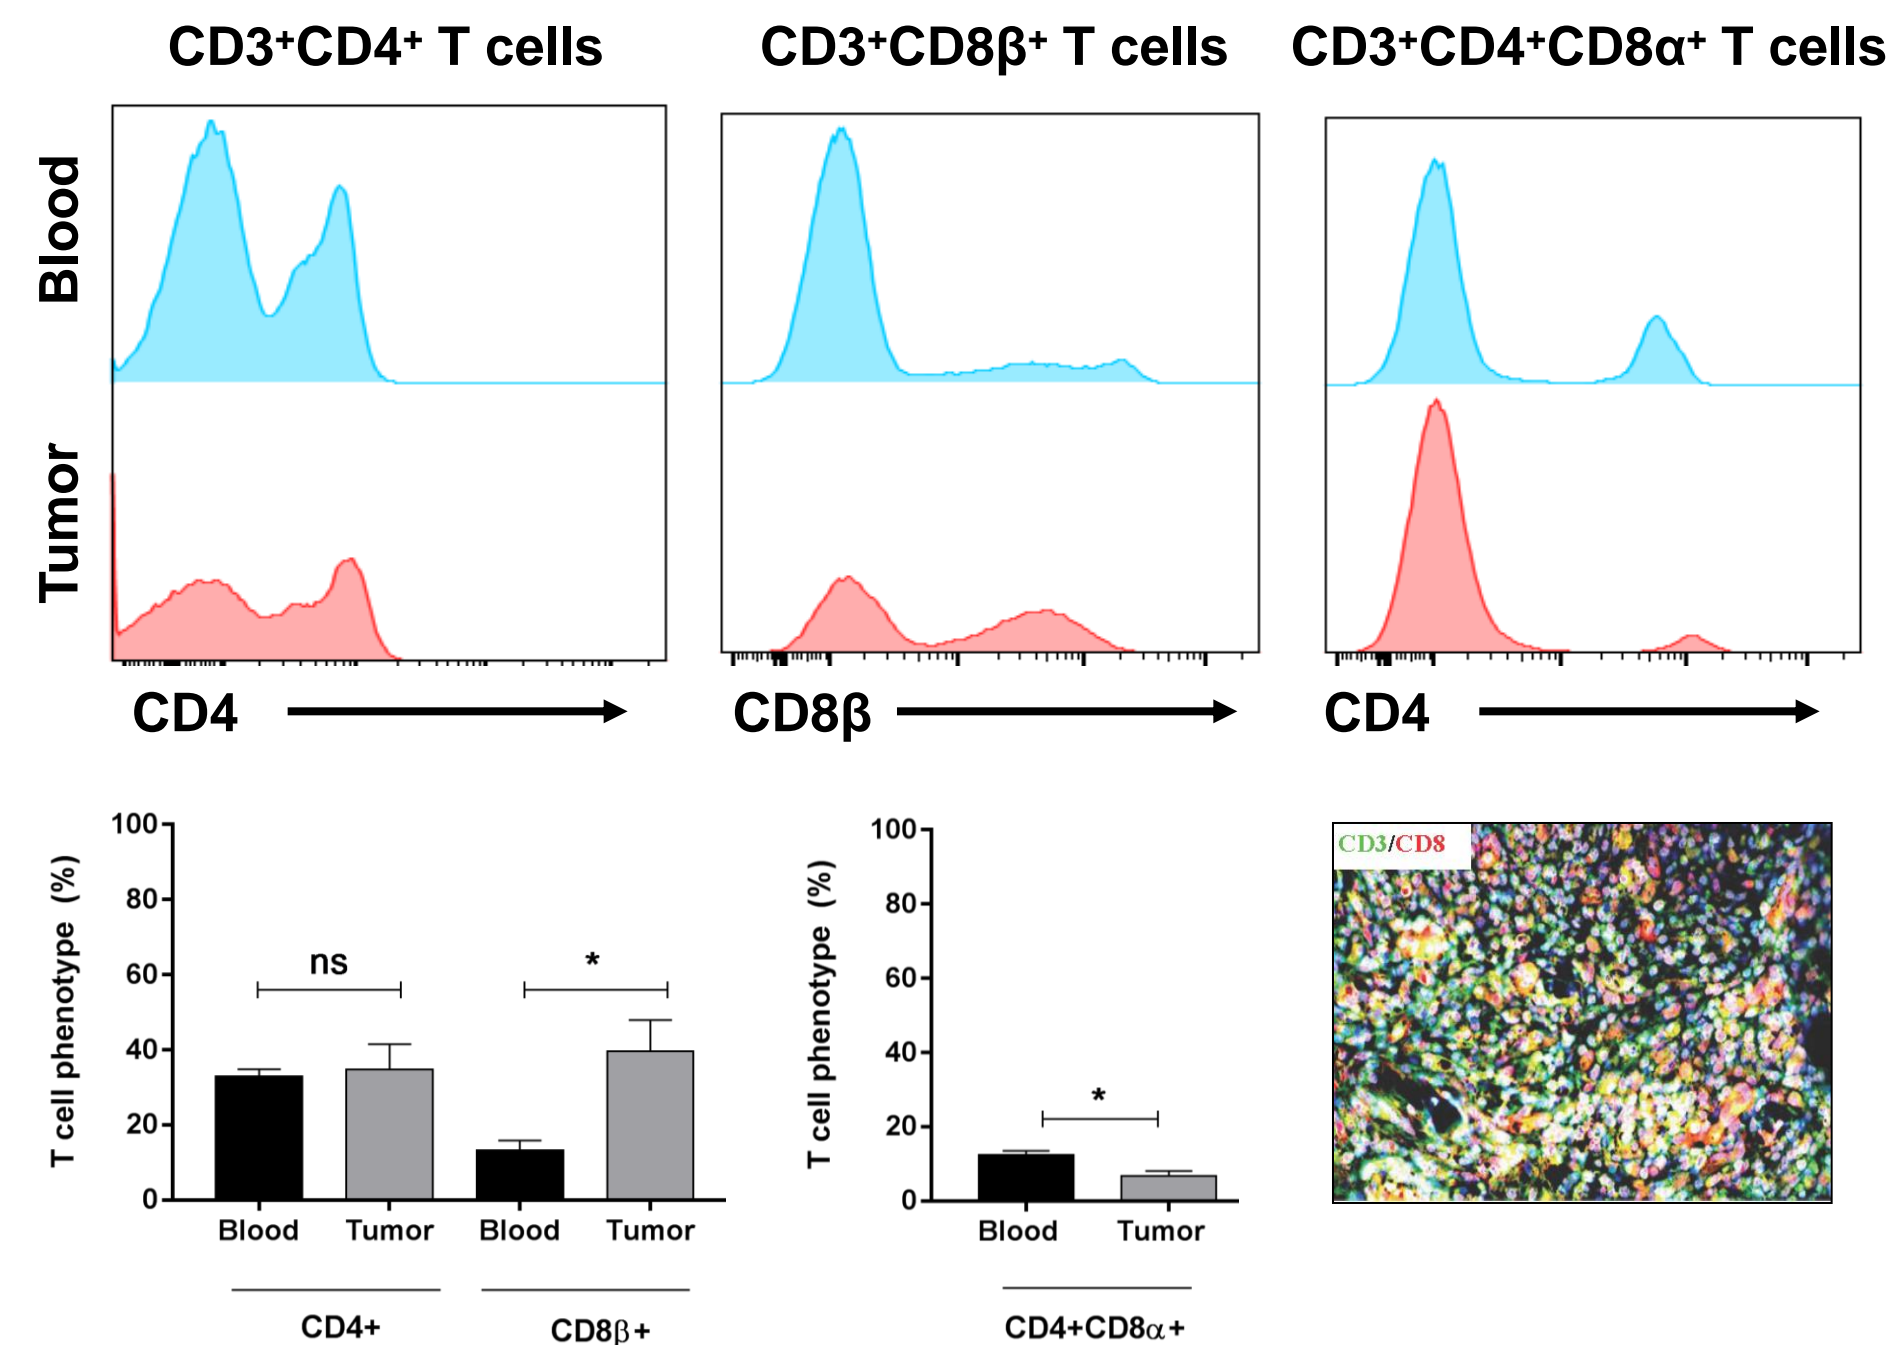 CD3⁺CD4⁺ T cells
CD3⁺CD8β⁺ T cells
CD3⁺CD4⁺CD8α⁺ T cells
Blood
Tumor
CD4
CD8β
CD4
T cell phenotype (%)
100
80
60
40
20
0
ns
*
Blood
Tumor
Blood
Tumor
CD4+
CD8β+
T cell phenotype (%)
100
80
60
40
20
0
*
Blood
Tumor
CD4+CD8α+
CD3/CD8